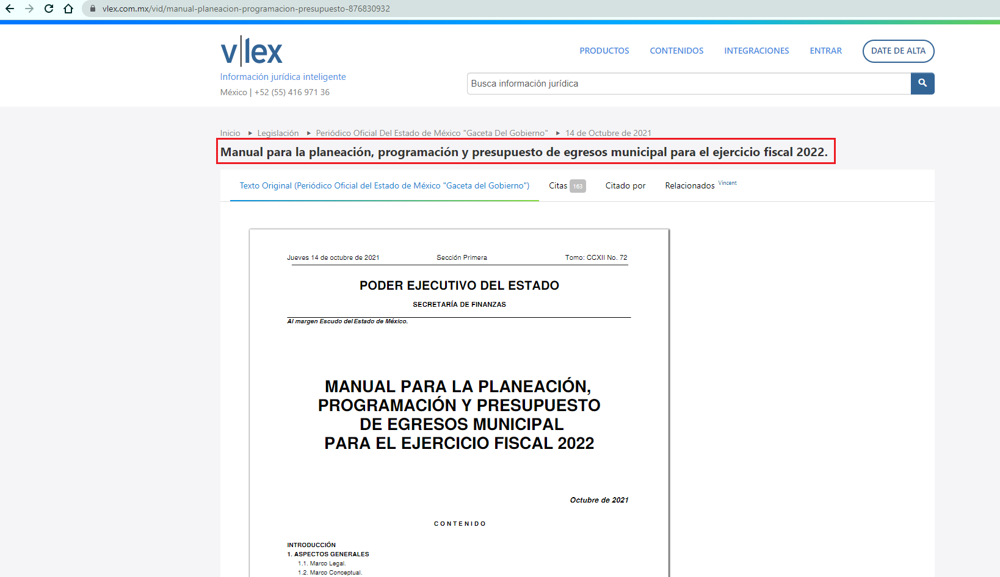 vlex.com.mx/vid/manual-planeacion-programacion-presupuesto-876830932
v|lex
PRODUCTOS CONTENIDOS INTEGRACIONES ENTRAR DATE DE ALTA
Información jurídica inteligente
Busca información jurídica
México | +52 (55) 416 971 36
Inicio Legislación Periódico Oficial Del Estado de México "Gaceta Del Gobierno" 14 de Octubre de 2021
Manual para la planeación, programación y presupuesto de egresos municipal para el ejercicio fiscal 2022.
Texto Original (Periódico Oficial del Estado de México "Gaceta del Gobierno") Citas 163 Citado por Relacionados Vincent
Jueves 14 de octubre de 2021 Sección Primera Tomo: CCXII No. 72
PODER EJECUTIVO DEL ESTADO
SECRETARÍA DE FINANZAS
Al margen Escudo del Estado de México.
MANUAL PARA LA PLANEACIÓN,
PROGRAMACIÓN Y PRESUPUESTO
DE EGRESOS MUNICIPAL
PARA EL EJERCICIO FISCAL 2022
Octubre de 2021
CONTENIDO
INTRODUCCIÓN
1. ASPECTOS GENERALES
1.1. Marco Legal.
1.2. Marco Conceptual.